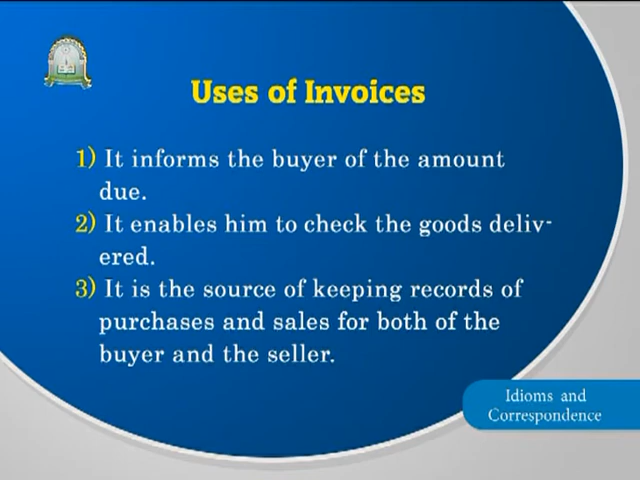 Uses of Invoices
1) It informs the buyer of the amount
due.
2) It enables him to check the goods deliv-
ered.
3) It is the source of keeping records of
purchases and sales for both of the
buyer and the seller.
Idioms and
Correspondence